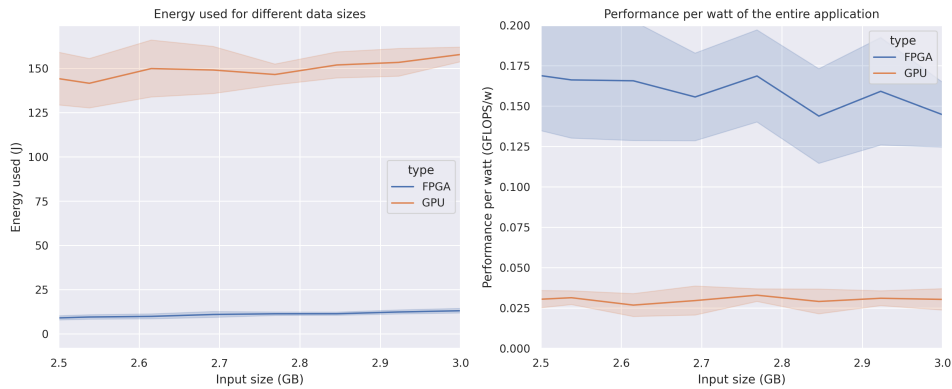 Energy used for different data sizes
150
125
100
75
50
25
0
2.5
2.6
2.7
2.8
2.9
3.0
Energy used (J)
Input size (GB)
type
FPGA
GPU
Performance per watt of the entire application
0.200
0.175
0.150
0.125
0.100
0.075
0.050
0.025
0.000
2.5
2.6
2.7
2.8
2.9
3.0
Performance per watt (GFLOPS/w)
Input size (GB)
type
FPGA
GPU